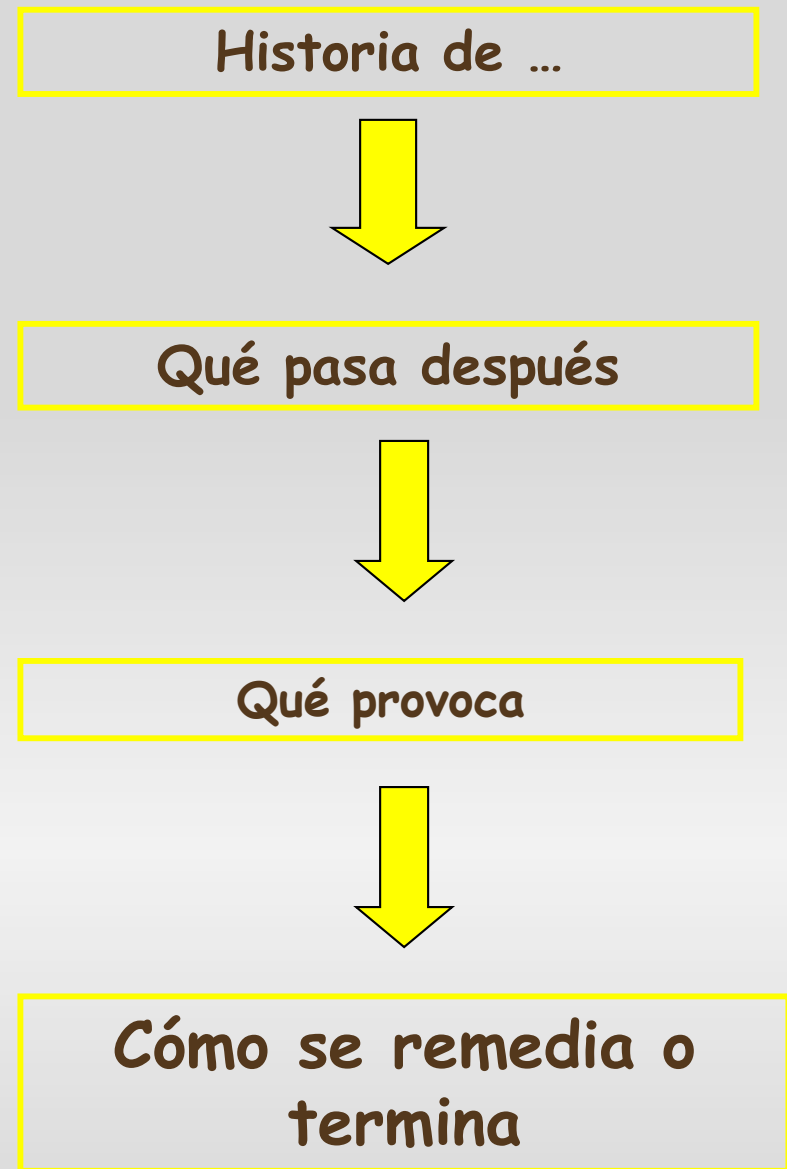 Historia de …
Qué pasa después
Qué provoca
Cómo se remedia o
termina